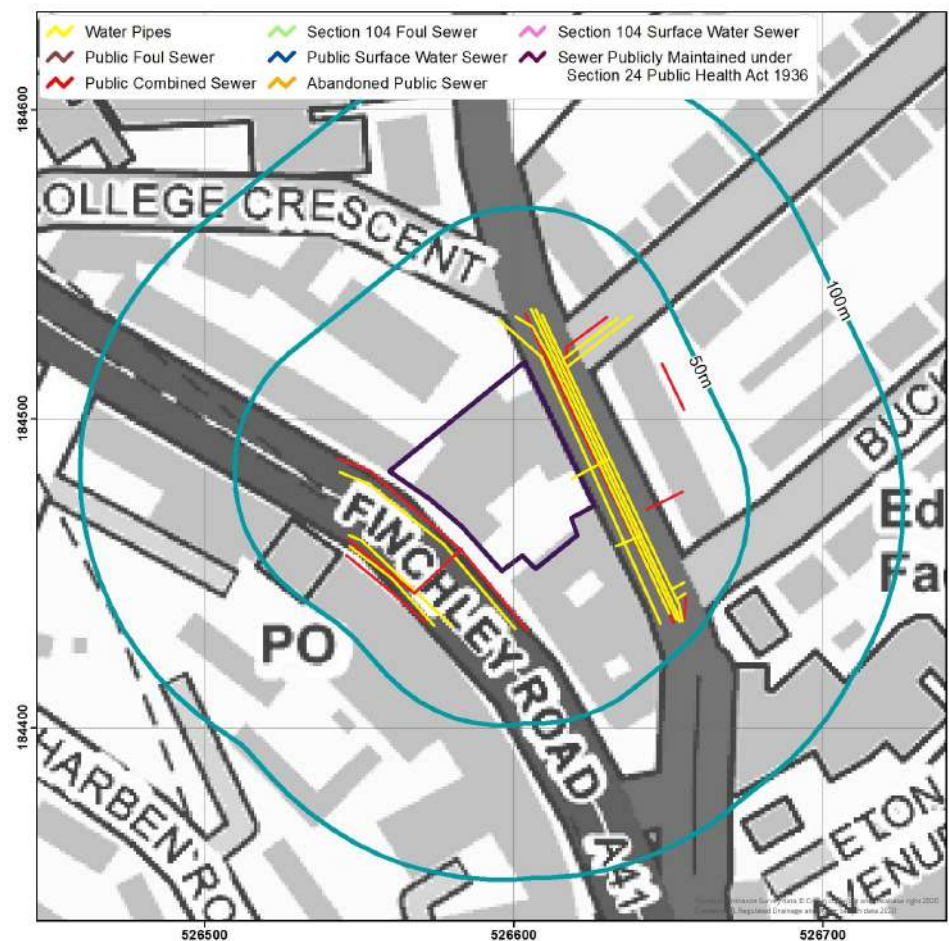 Water Pipes
Public Foul Sewer
Public Combined Sewer
Section 104 Foul Sewer
Public Surface Water Sewer
Abandoned Public Sewer
Section 104 Surface Water Sewer
Sewer Publicly Maintained under
Section 24 Public Health Act 1936
184600
184500
184400
OLLEGE CRESCENT
100m
50m
BUC
Ed
Fa
FINCHLEY ROAD
A41
PO
HARBEN'RO
ETON
VENU
526500
526600
526700